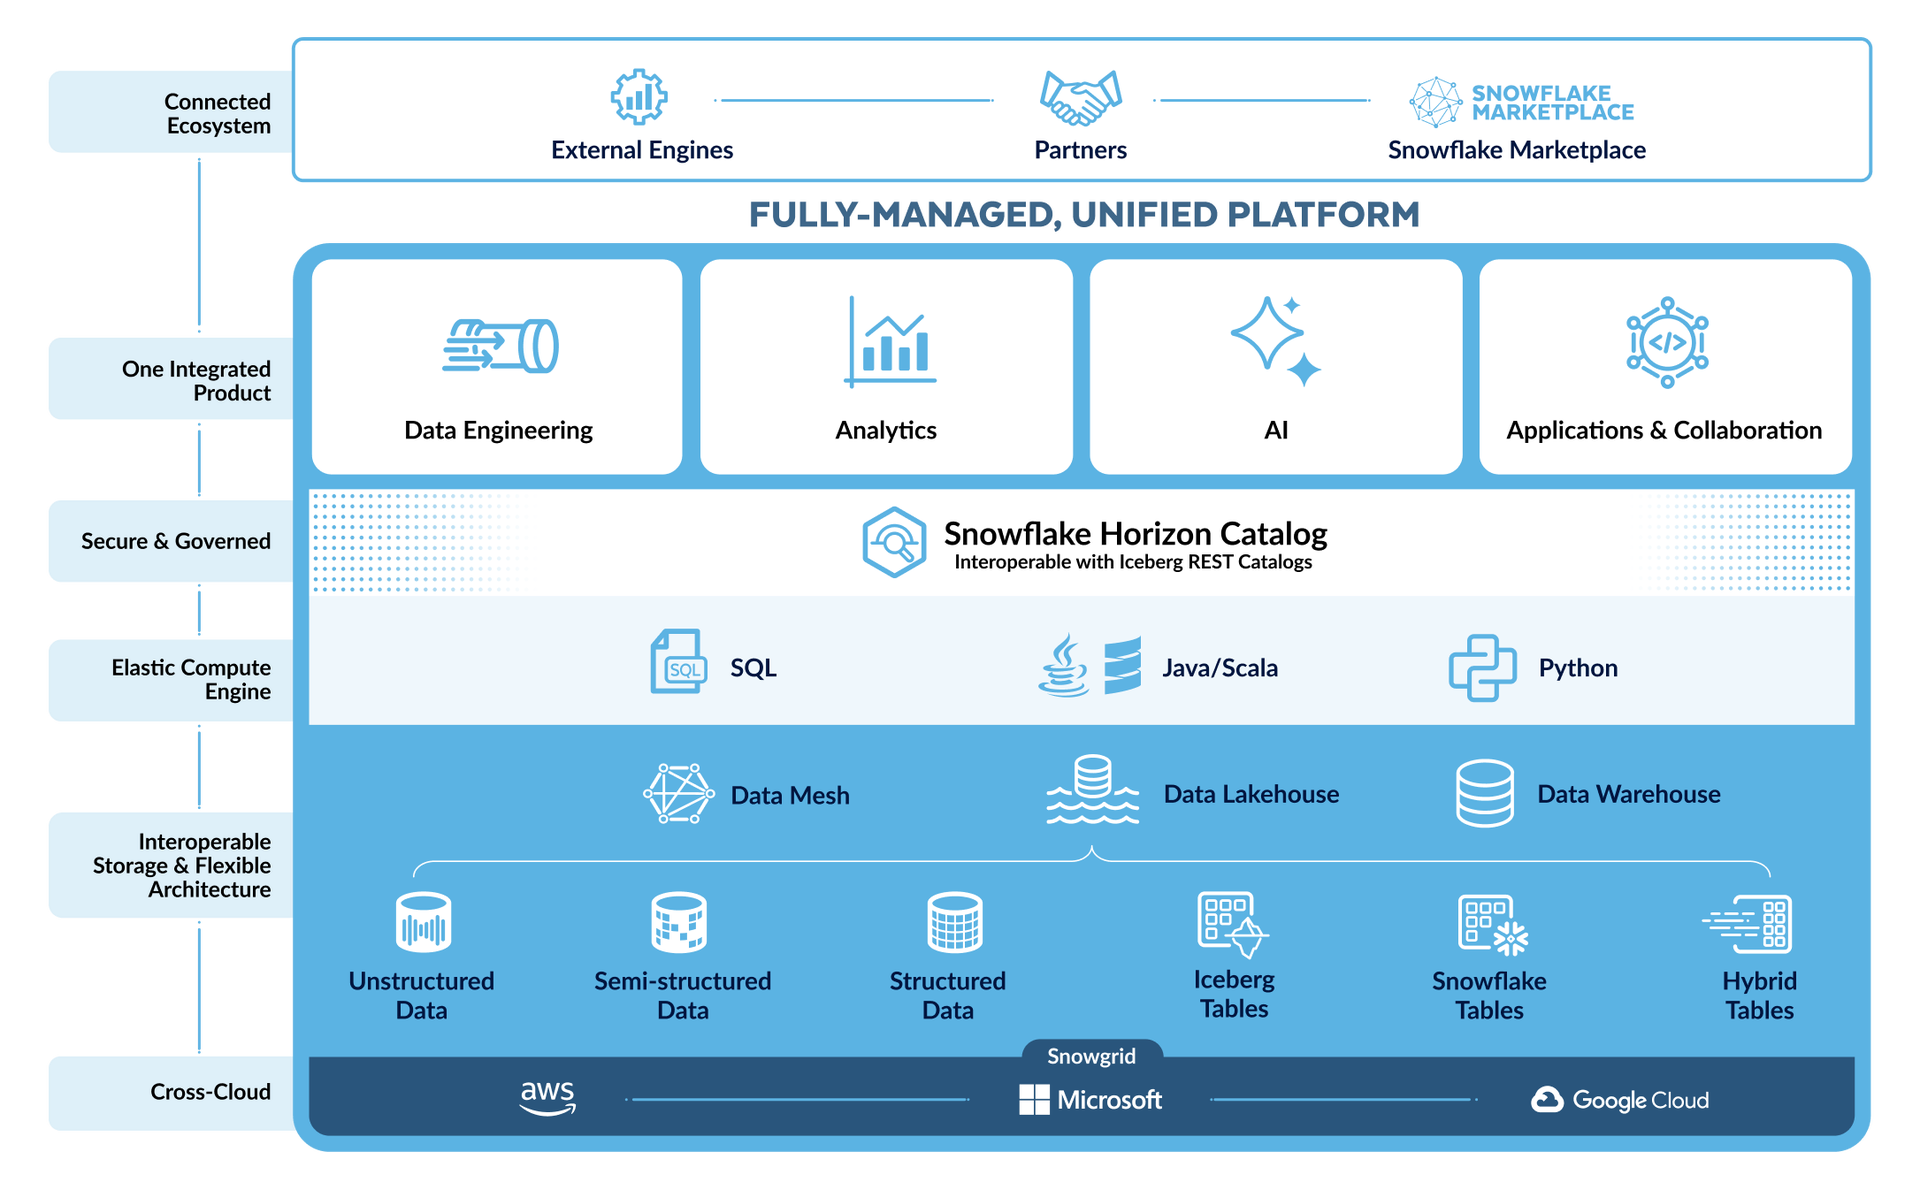 Connected
Ecosystem
External Engines
Partners
SNOWFLAKE
MARKETPLACE
Snowflake Marketplace
FULLY-MANAGED, UNIFIED PLATFORM
One Integrated
Product
Data Engineering
Analytics
AI
</>
Applications & Collaboration
Secure & Governed
Snowflake Horizon Catalog
Interoperable with Iceberg REST Catalogs
Elastic Compute
Engine
SQL
SQL
Java/Scala
Python
Interoperable
Storage & Flexible
Architecture
Data Mesh
Data Lakehouse
Data Warehouse
Unstructured
Data
Semi-structured
Data
Structured
Data
Iceberg
Tables
Snowflake
Tables
Hybrid
Tables
Snowgrid
Cross-Cloud
aws
Microsoft
Google Cloud